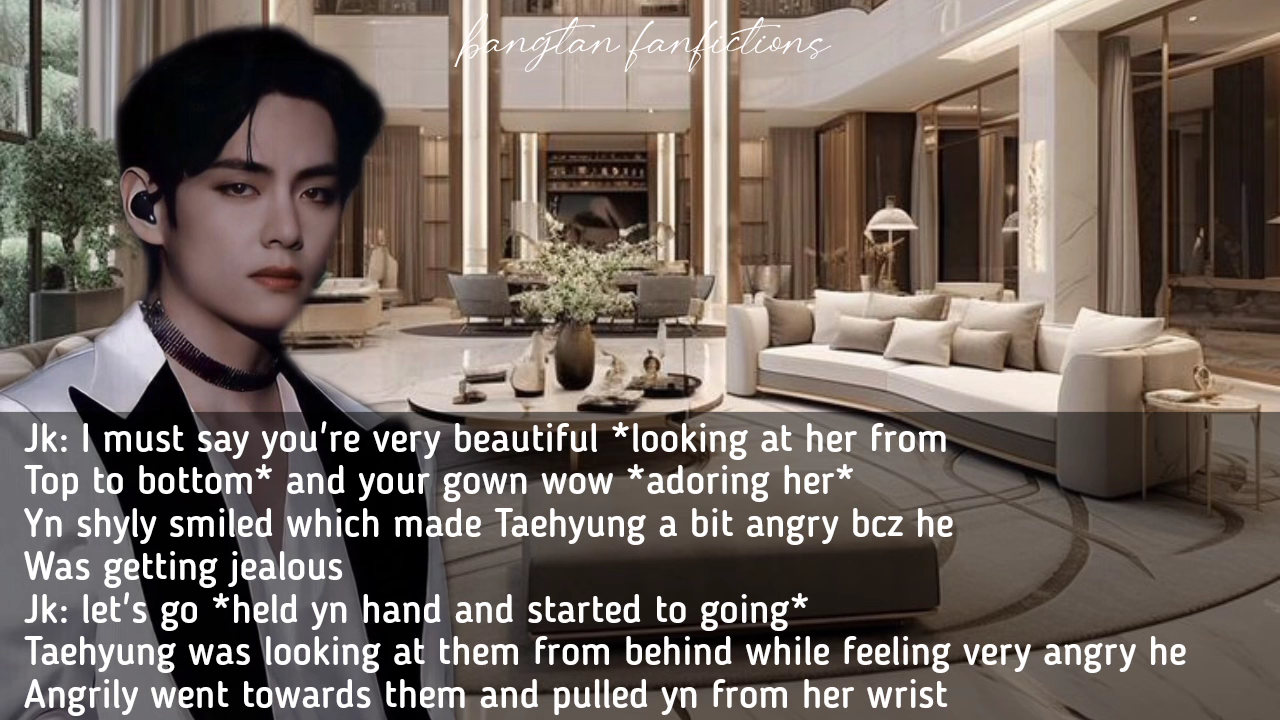 bangtan fanfictions
Jk: I must say you're very beautiful *looking at her from
Top to bottom* and your gown wow *adoring her*
Yn shyly smiled which made Taehyung a bit angry bcz he
Was getting jealous
Jk: let's go *held yn hand and started to going*
Taehyung was looking at them from behind while feeling very angry he
Angrily went towards them and pulled yn from her wrist